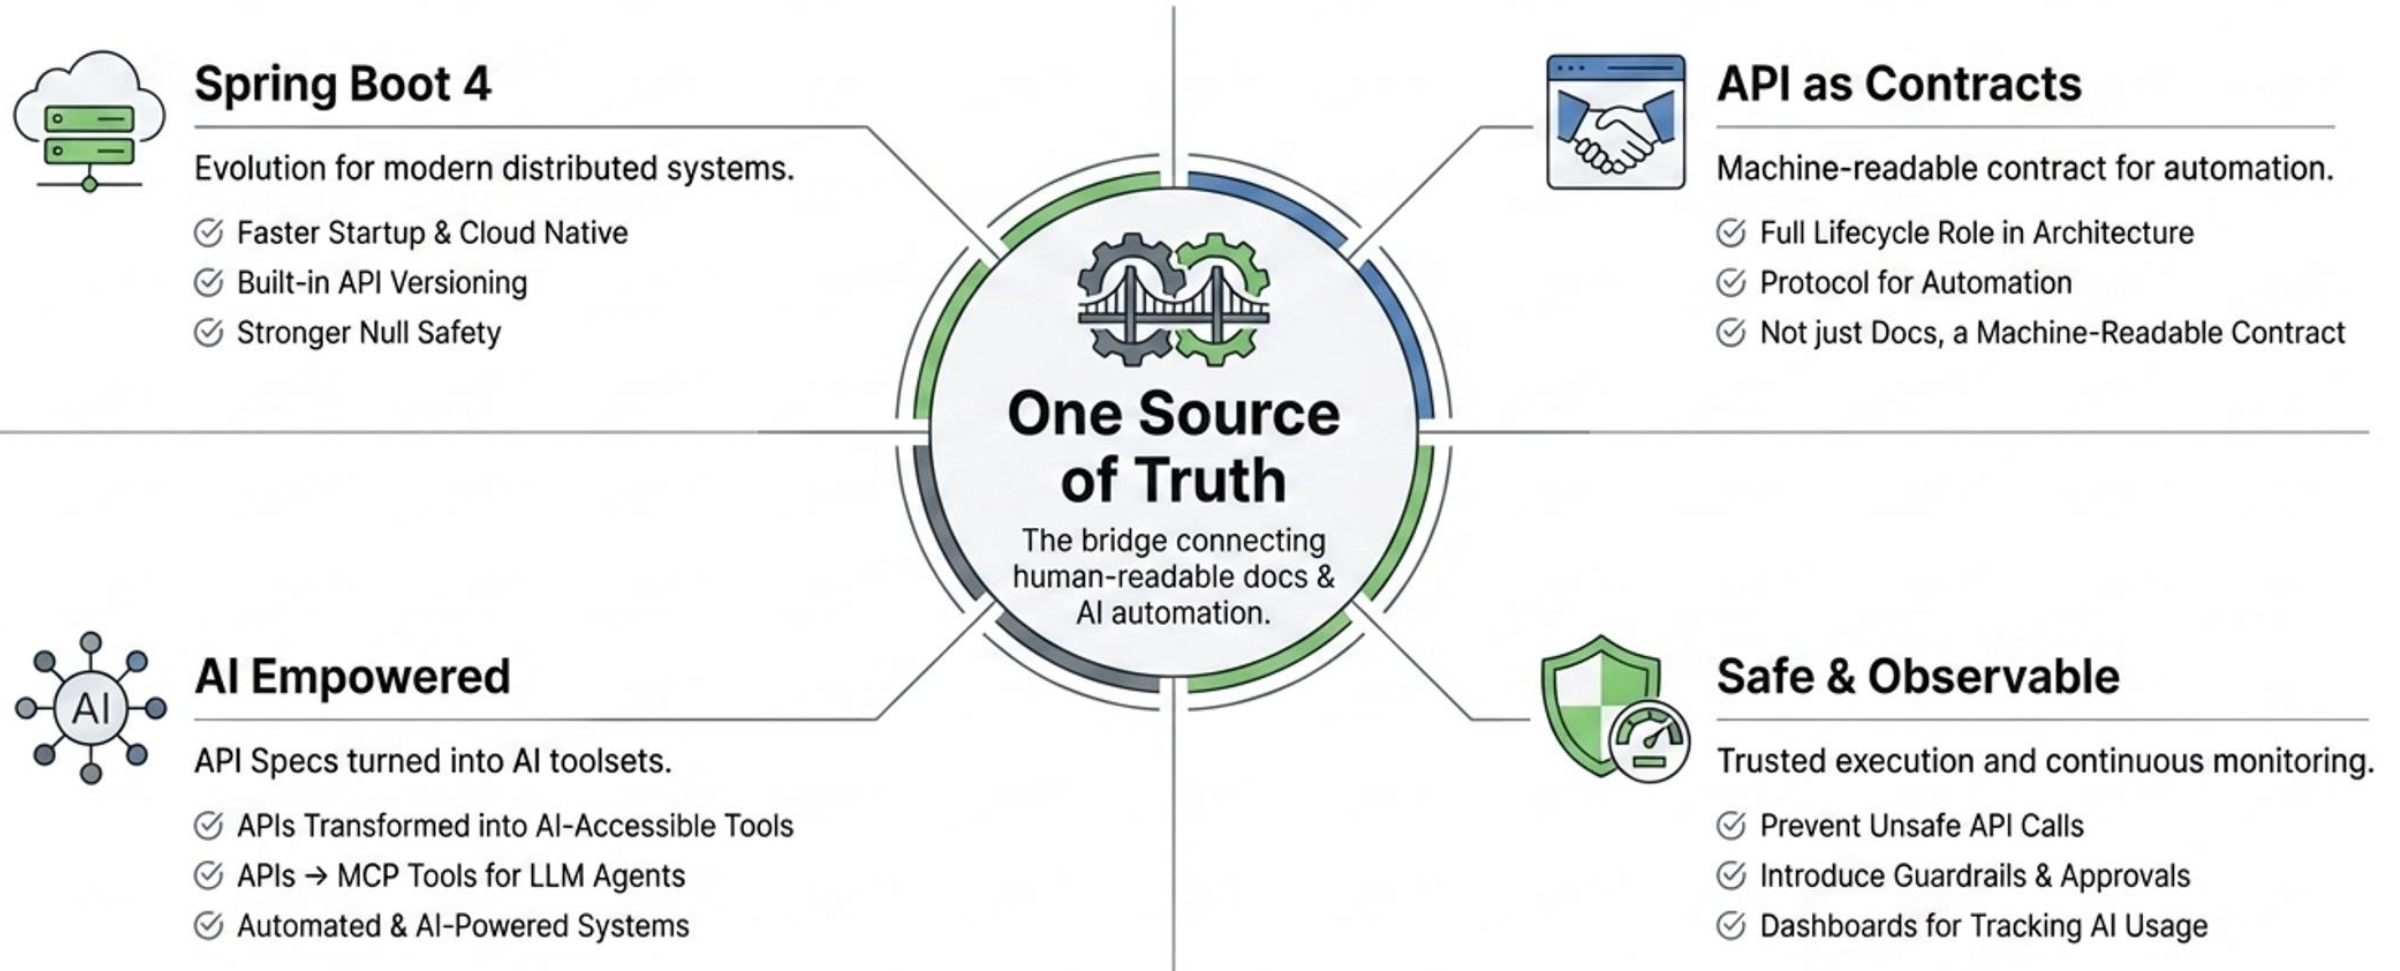 Spring Boot 4
Evolution for modern distributed systems.
Faster Startup & Cloud Native
Built-in API Versioning
Stronger Null Safety
API as Contracts
Machine-readable contract for automation.
Full Lifecycle Role in Architecture
Protocol for Automation
Not just Docs, a Machine-Readable Contract
One Source
of Truth
The bridge connecting
human-readable docs &
AI automation.
AI
AI Empowered
API Specs turned into AI toolsets.
APIs Transformed into AI-Accessible Tools
APIs → MCP Tools for LLM Agents
Automated & AI-Powered Systems
Safe & Observable
Trusted execution and continuous monitoring.
Prevent Unsafe API Calls
Introduce Guardrails & Approvals
Dashboards for Tracking AI Usage